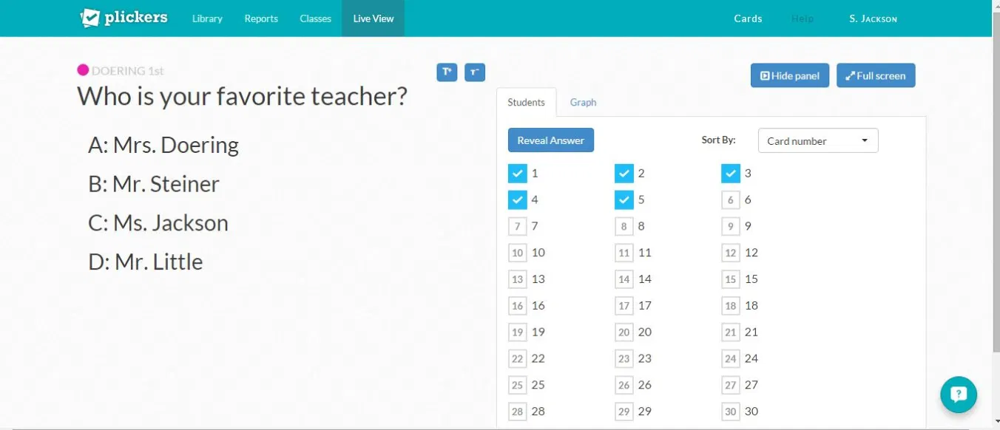 plickers Library Reports Classes Live View Cards Help S. JACKSON
DOERING 1st
Who is your favorite teacher?
A: Mrs. Doering
B: Mr. Steiner
C: Ms. Jackson
D: Mr. Little
T+ T-
Hide panel Full screen
Students Graph
Reveal Answer Sort By: Card number
1 2 3
4 5 6 6
7 7 8 8 9 9
10 10 11 11 12 12
13 13 14 14 15 15
16 16 17 17 18 18
19 19 20 20 21 21
22 22 23 23 24 24
25 25 26 26 27 27
28 28 29 29 30 30
?